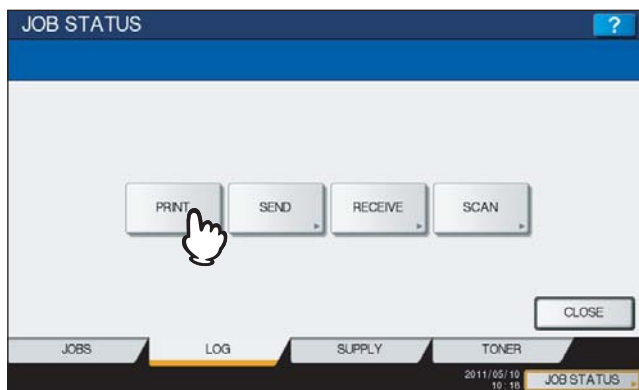 JOB STATUS ?
PRINT SEND RECEIVE SCAN
CLOSE
JOBS LOG SUPPLY TONER
2011/05/10
10:16 JOB STATUS